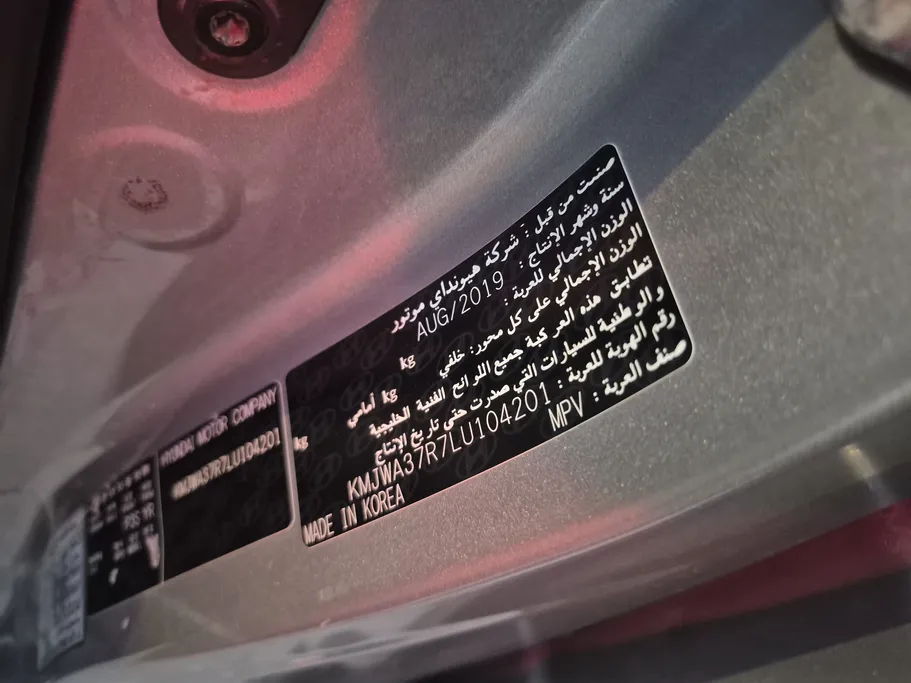 صنعت من قبل : شركة هيونداي موتور
سنة وشهر الإنتاج : AUG/2019
الوزن الإجمالي للعربة : kg
الوزن الإجمالي على كل محور: خلفي kg أمامي kg
تطابق هذه المركبة جميع اللوائح الفنية الخليجية
و الوطنية للسيارات التي صدرت حتى تاريخ الإنتاج
رقم الهوية للعربة : KMJWA37R7LU104201
صنف العربة : MPV
MADE IN KOREA
HYUNDAI MOTOR COMPANY
KMJWA37R7LU104201